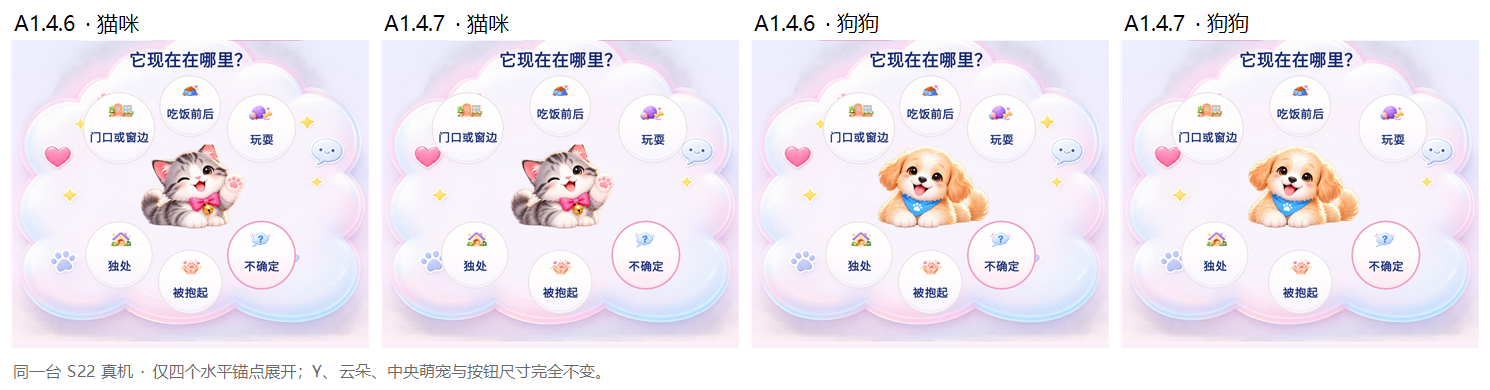 A1.4.6 · 猫咪
它现在在哪里？
吃饭前后
门口或窗边
玩耍
独处
不确定
被抱起
A1.4.7 · 猫咪
它现在在哪里？
吃饭前后
门口或窗边
玩耍
独处
不确定
被抱起
A1.4.6 · 狗狗
它现在在哪里？
吃饭前后
门口或窗边
玩耍
独处
不确定
被抱起
A1.4.7 · 狗狗
它现在在哪里？
吃饭前后
门口或窗边
玩耍
独处
不确定
被抱起
同一台 S22 真机 · 仅四个水平锚点展开；Y、云朵、中央萌宠与按钮尺寸完全不变。